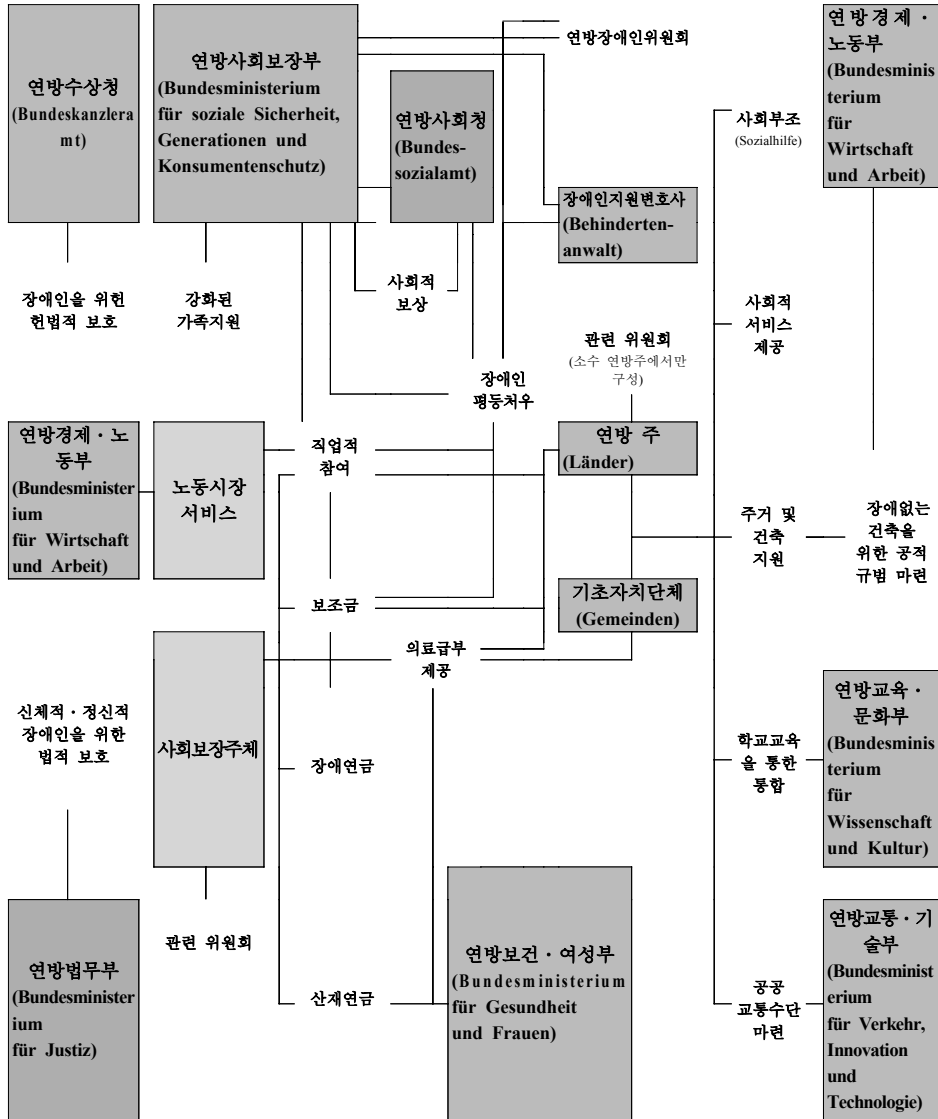 연방수상청
(Bundeskanzlera
mt)
연방사회보장부
(Bundesministerium
für soziale Sicherheit,
Generationen und
Konsumentenschutz)
연방사회청
(Bundes-
sozialamt)
연방장애인위원회
장애인지원변호사
(Behinderten-
anwalt)
사회부조
(Sozialhilfe)
연방경제·
노동부
(Bundesminis
terium
für
Wirtschaft
und Arbeit)
장애인을 위헌
헌법적 보호
강화된
가족지원
사회적
보상
사회적
서비스
제공
관련 위원회
(소수 연방주에서만
구성)
장애인
평등처우
연방경제·노
동부
(Bundesminister
ium
für Wirtschaft
und Arbeit)
노동시장
서비스
직업적
참여
연방 주
(Länder)
주거 및
건축
지원
장애없는
건축을
위한 공적
규범 마련
보조금
기초자치단체
(Gemeinden)
의료급부
제공
신체적·정신적
장애인을 위한
법적 보호
사회보장주체
장애연금
학교교육
을 통한
통합
연방교육·
문화부
(Bundesminis
terium
für
Wissenschaft
und Kultur)
연방법무부
(Bundesminister
ium
für Justiz)
관련 위원회
산재연금
연방보건·여성부
(Bundesministerium
für Gesundheit
und Frauen)
공공
교통수단
마련
연방교통·기
술부
(Bundesminist
erium
für Verkehr,
Innovation
und
Technologie)